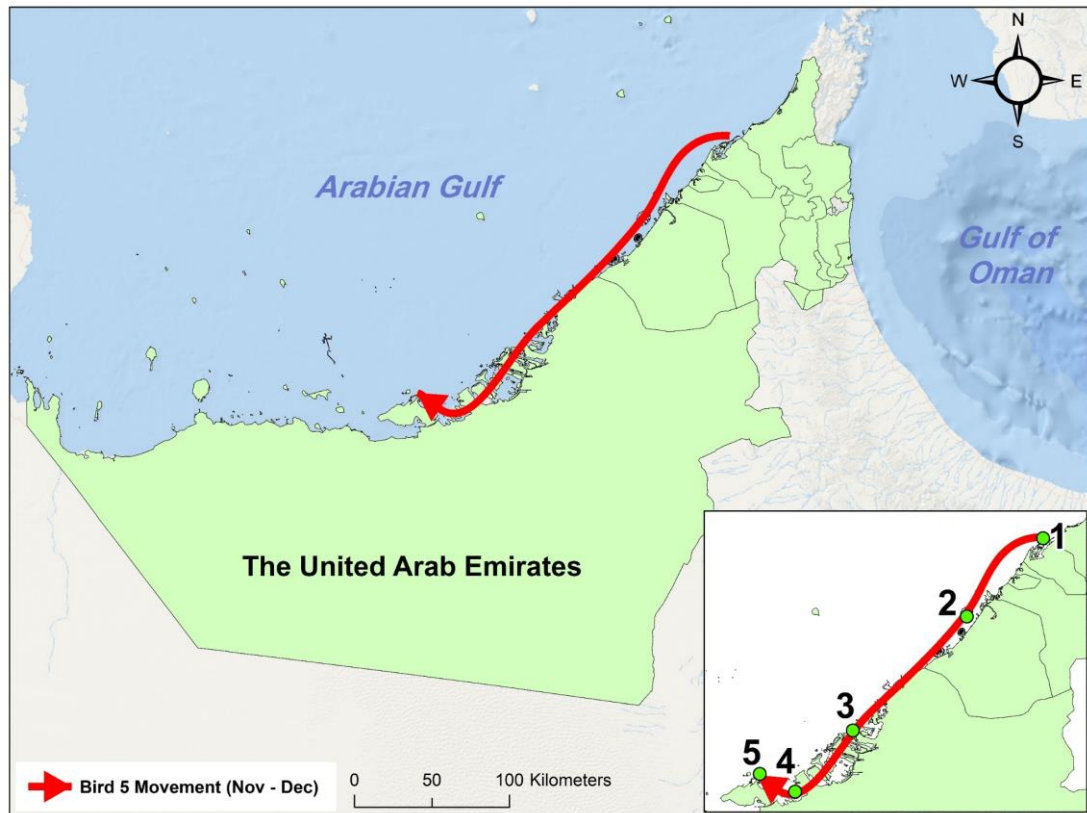 N
W E
S
Arabian Gulf
Gulf of
Oman
The United Arab Emirates
1
2
3
5 4
Bird 5 Movement (Nov - Dec)
0 50 100 Kilometers